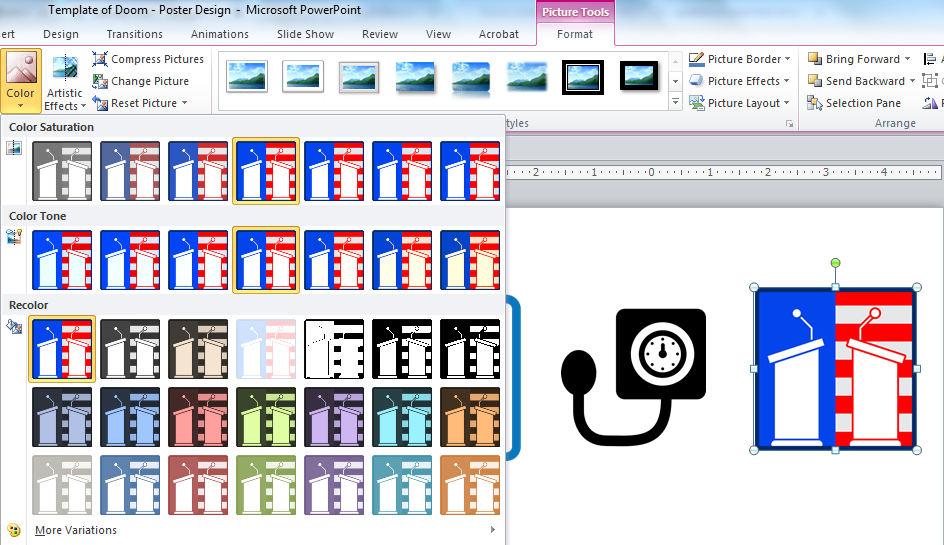 Template of Doom - Poster Design - Microsoft PowerPoint
Picture Tools
ert Design Transitions Animations Slide Show Review View Acrobat Format
Color
Artistic
Effects
Compress Pictures
Change Picture
Reset Picture
Picture Border
Picture Effects
Picture Layout
Bring Forward
Send Backward
Selection Pane
A
tyles
Arrange
Color Saturation
2 1 0 1 2 3 4
Color Tone
Recolor
More Variations